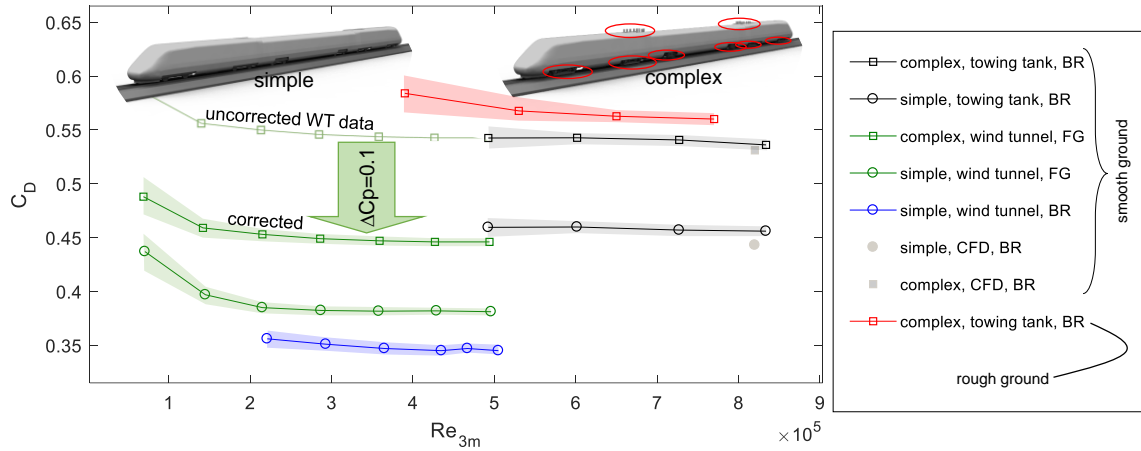 0.65
0.6
0.55
0.5
0.45
0.4
0.35
C_D
1 2 3 4 5 6 7 8 9
Re_3m
×10^5
simple
complex
uncorrected WT data
ΔCp=0.1
corrected
complex, towing tank, BR
simple, towing tank, BR
complex, wind tunnel, FG
simple, wind tunnel, FG
simple, wind tunnel, BR
simple, CFD, BR
complex, CFD, BR
complex, towing tank, BR
smooth ground
rough ground